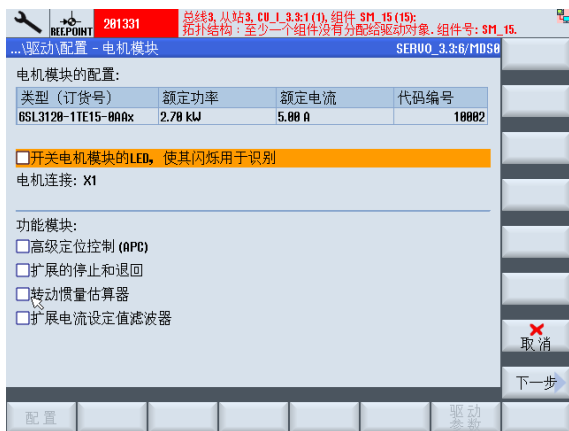 REF.POINT
201331
总线3, 从站3, CU_I_3.3:1 (1), 组件 SM_15 (15):
拓扑结构：至少一个组件没有分配给驱动对象. 组件号: SM_15.
...\驱动\配置 - 电机模块
SERVO_3.3:6/MDS0
电机模块的配置:
类型（订货号） 额定功率 额定电流 代码编号
6SL3120-1TE15-0AAx 2.70 kW 5.00 A 10002
开关电机模块的LED, 使其闪烁用于识别
电机连接: X1
功能模块:
高级定位控制 (APC)
扩展的停止和退回
转动惯量估算器
扩展电流设定值滤波器
取消
下一步
配置
驱动
参数